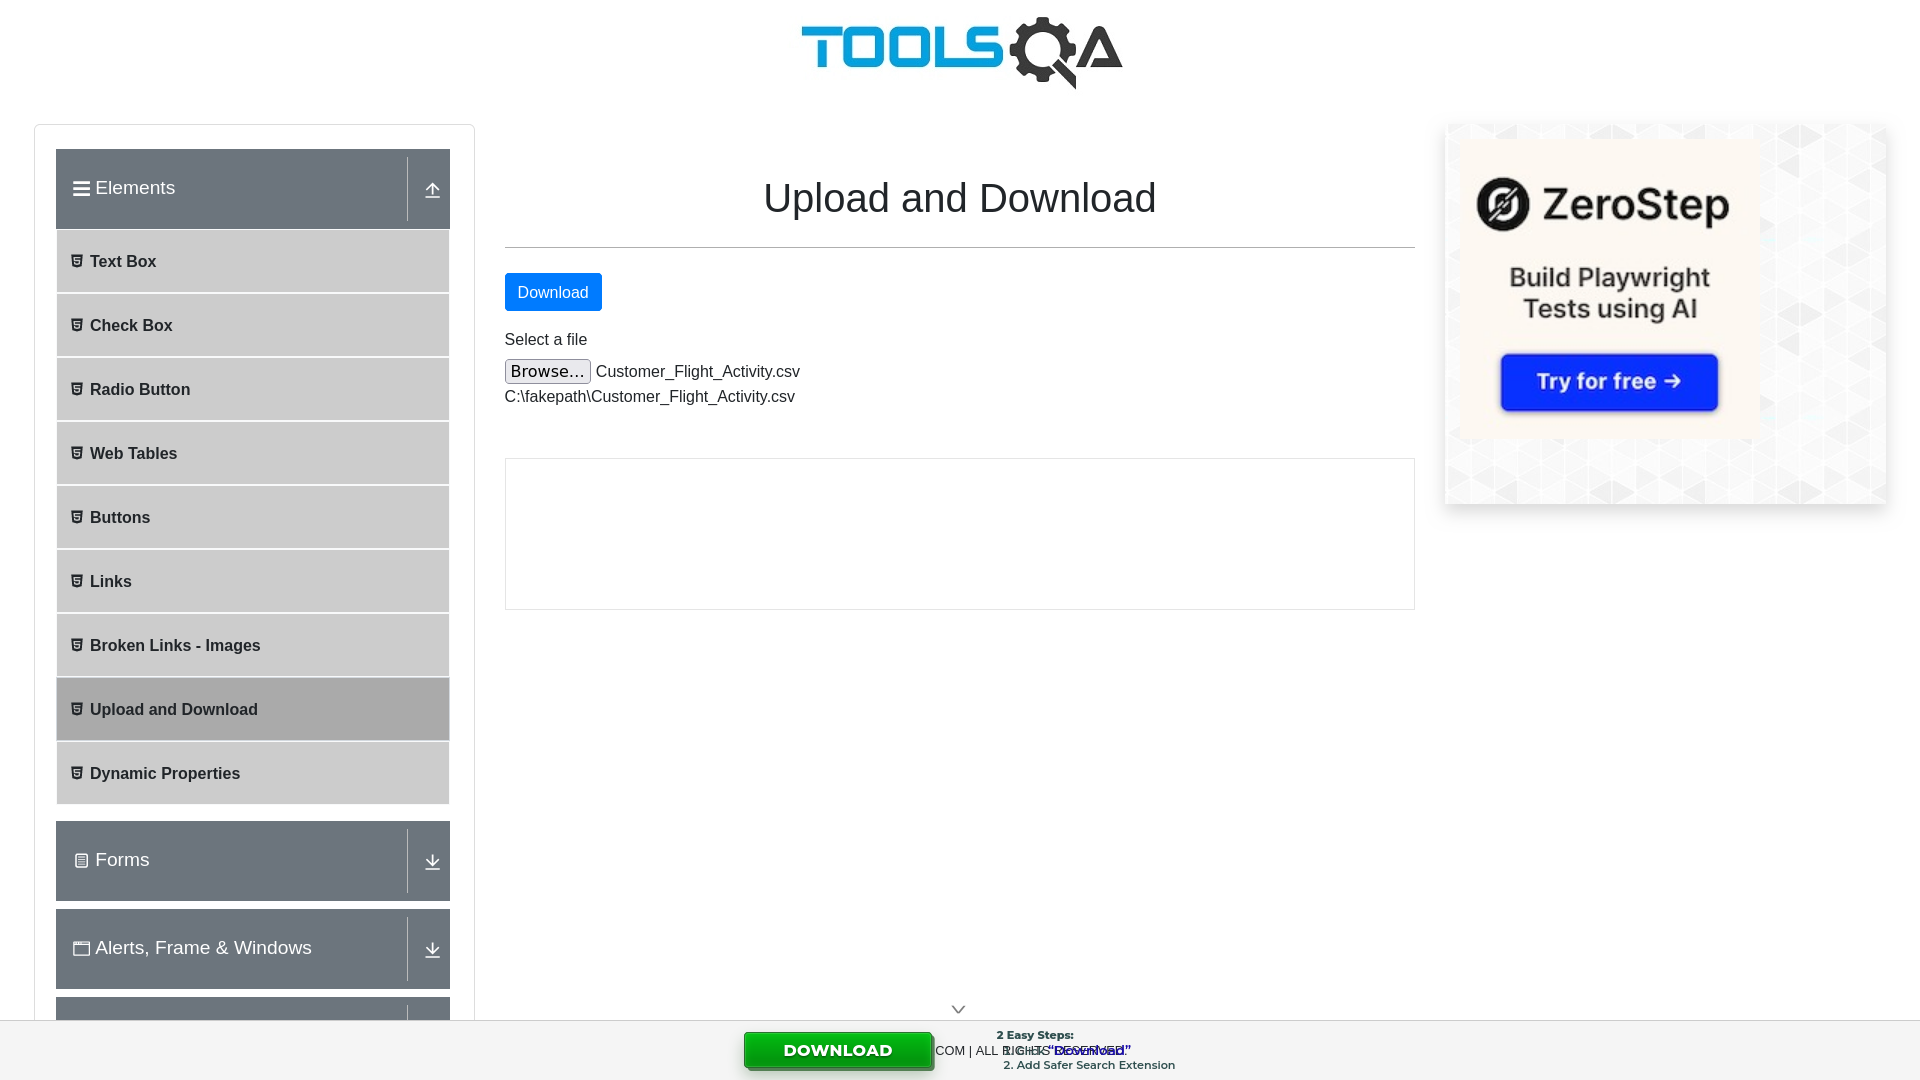 TOOLSQA
Elements
Text Box
Check Box
Radio Button
Web Tables
Buttons
Links
Broken Links - Images
Upload and Download
Dynamic Properties
Forms
Alerts, Frame & Windows
Upload and Download
Download
Select a file
Browse... Customer_Flight_Activity.csv
C:\fakepath\Customer_Flight_Activity.csv
ZeroStep
Build Playwright
Tests using AI
Try for free →
DOWNLOAD
2 Easy Steps:
COM | ALL RIGHTS RESERVED.
“Download”
2. Add Safer Search Extension